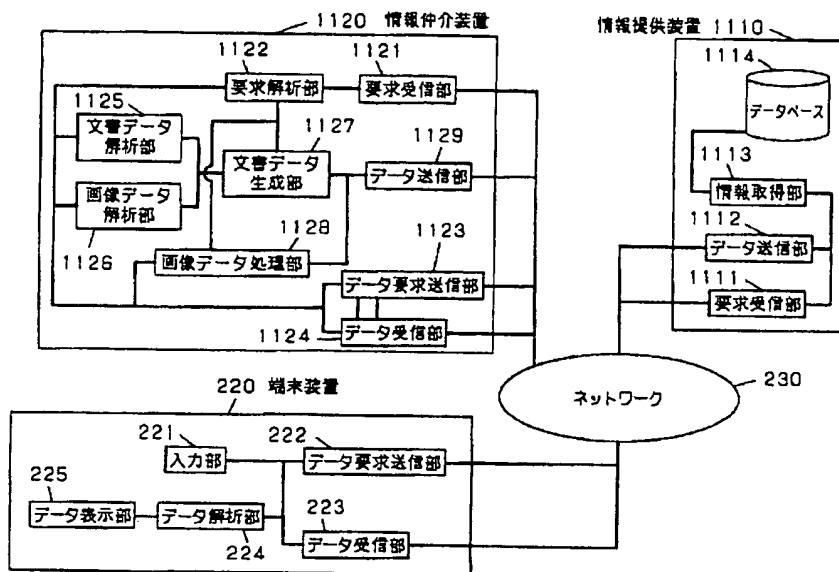 1120 情報仲介装置
1122
1121
要求解析部
要求受信部
1125
文書データ
解析部
1127
文書データ
生成部
1129
データ送信部
画像データ
解析部
1126
1128
画像データ処理部
1123
データ要求送信部
1124
データ受信部
情報提供装置 1110
1114
データベース
1113
情報取得部
1112
データ送信部
1111
要求受信部
ネットワーク
230
220 端末装置
221
入力部
222
データ要求送信部
225
データ表示部
データ解析部
224
223
データ受信部